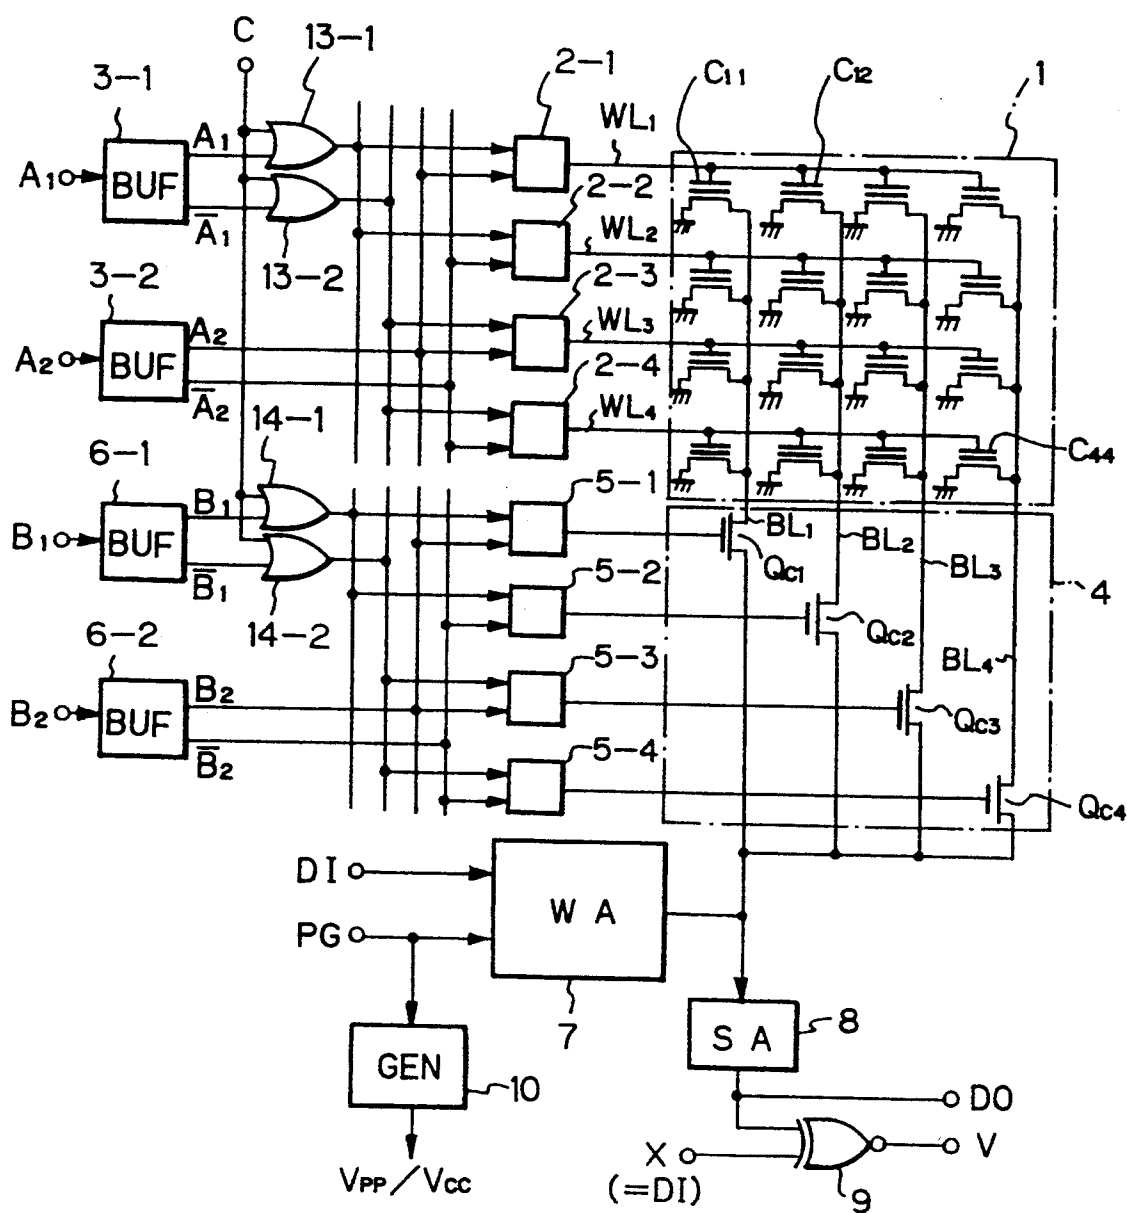 C
13-1
3-1
2-1
C11
C12
1
A1
WL1
A1
BUF
2-2
A̅1
WL2
13-2
3-2
2-3
A2
WL3
A2
BUF
2-4
A̅2
14-1
WL4
C44
6-1
5-1
B1
BL1
BL2
B1
BUF
QC1
BL3
B̅1
5-2
4
14-2
QC2
6-2
5-3
BL4
B2
B2
BUF
QC3
B̅2
5-4
QC4
DI
W A
PG
7
8
S A
GEN
10
DO
X
V
(=DI)
VPP/VCC
9